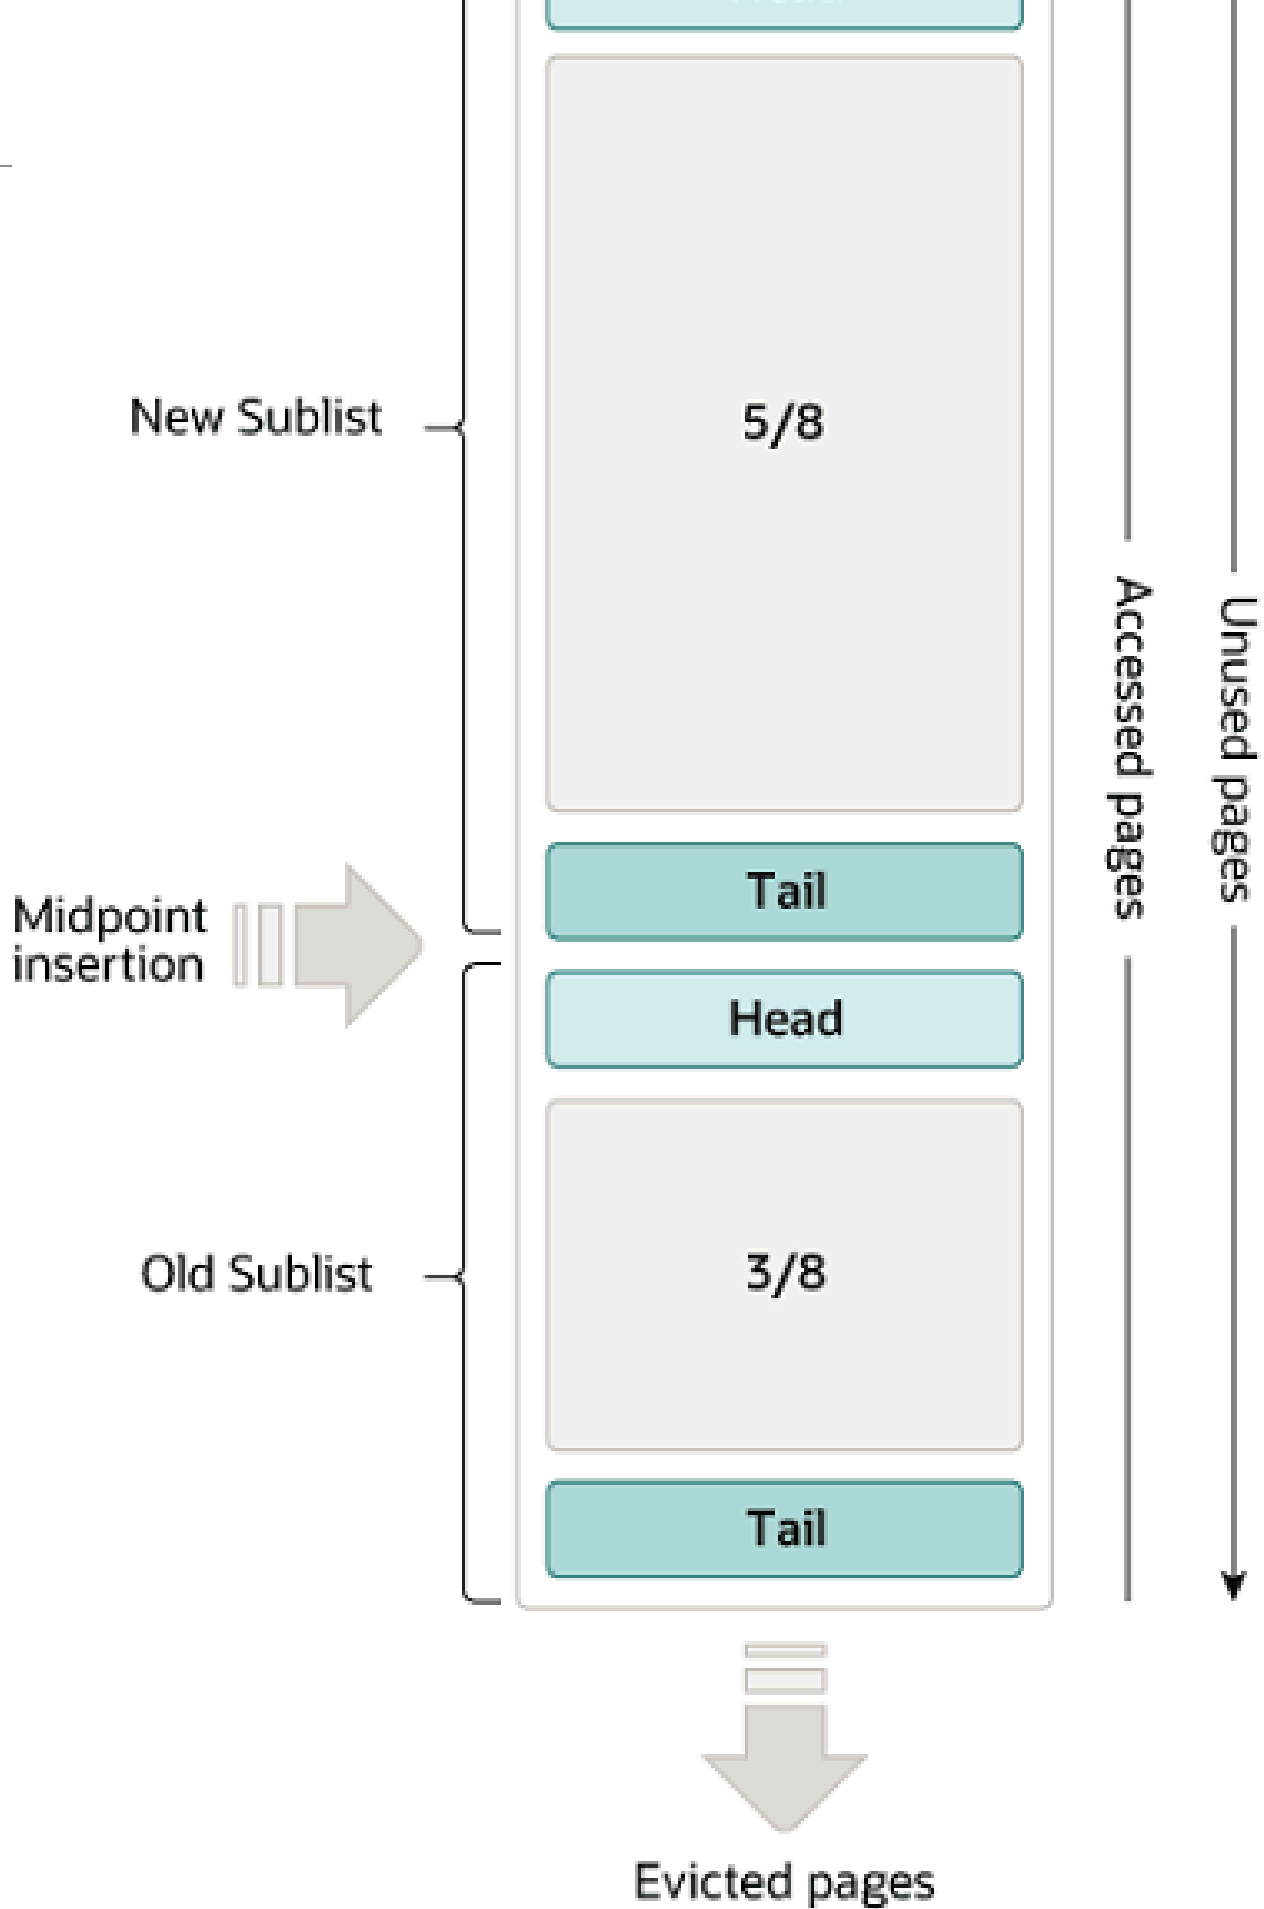 New Sublist
5/8
Accessed pages
Unused pages
Tail
Midpoint
insertion
Head
Old Sublist
3/8
Tail
Evicted pages